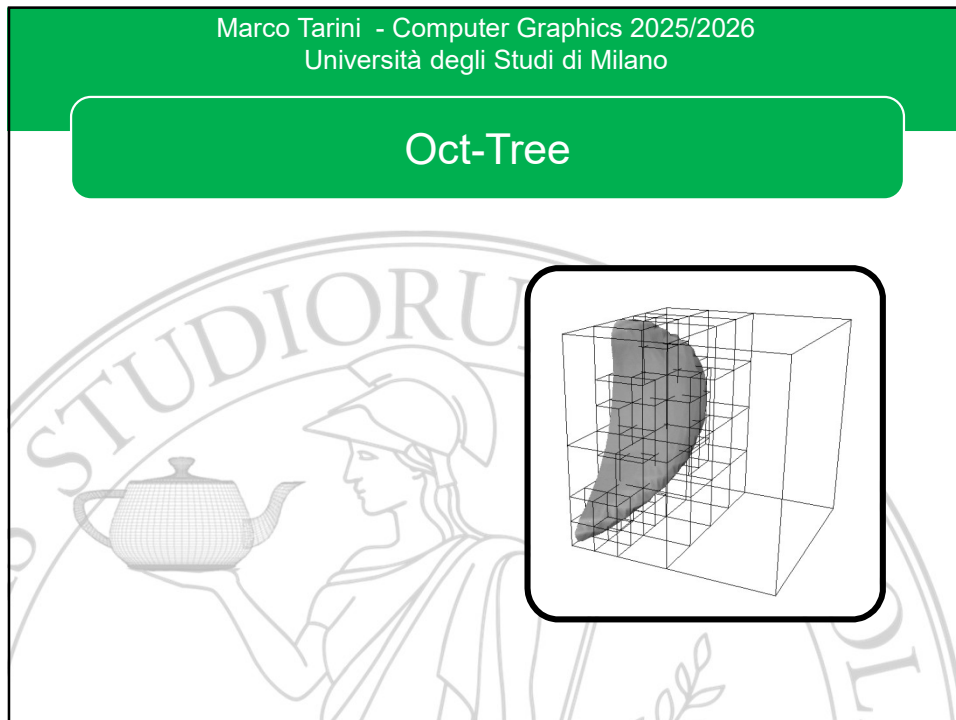 Marco Tarini - Computer Graphics 2025/2026
Università degli Studi di Milano
Oct-Tree
STUDIORU